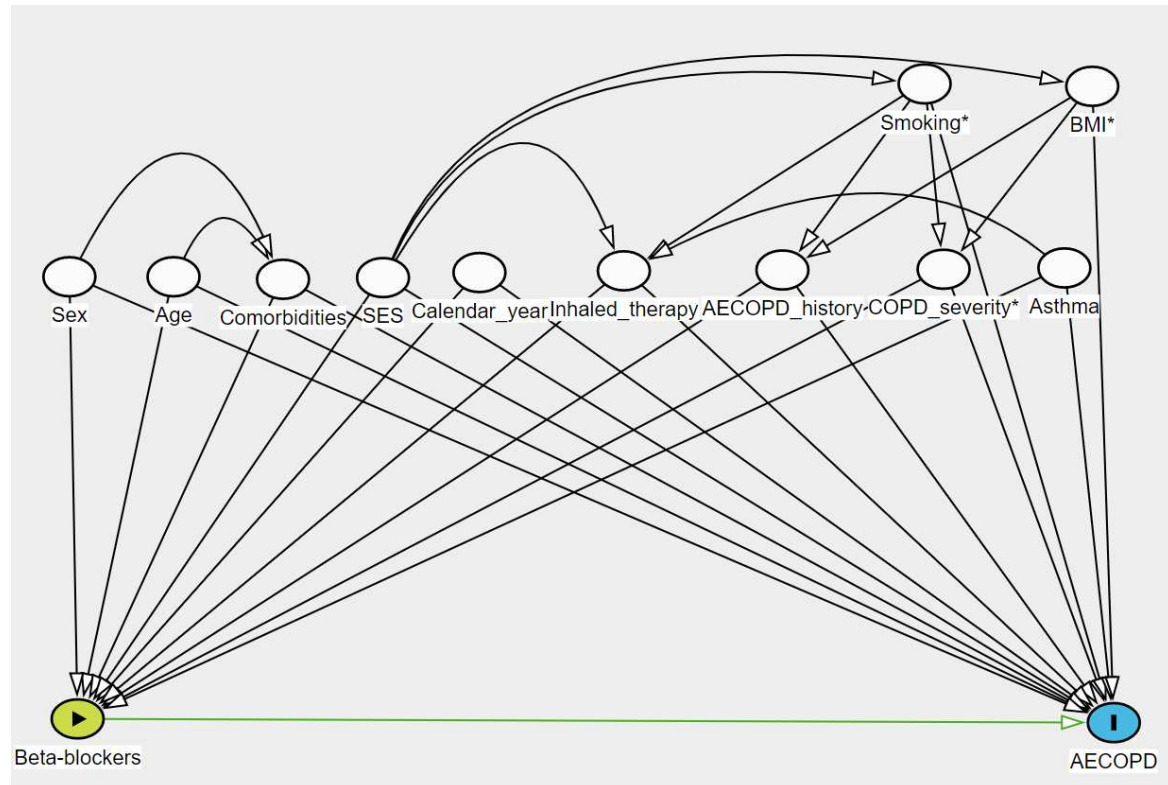 Smoking*
BMI*
Sex
Age
Comorbidities
SES
Calendar_year
Inhaled_therapy
AECOPD_history
COPD_severity*
Asthma
Beta-blockers
AECOPD